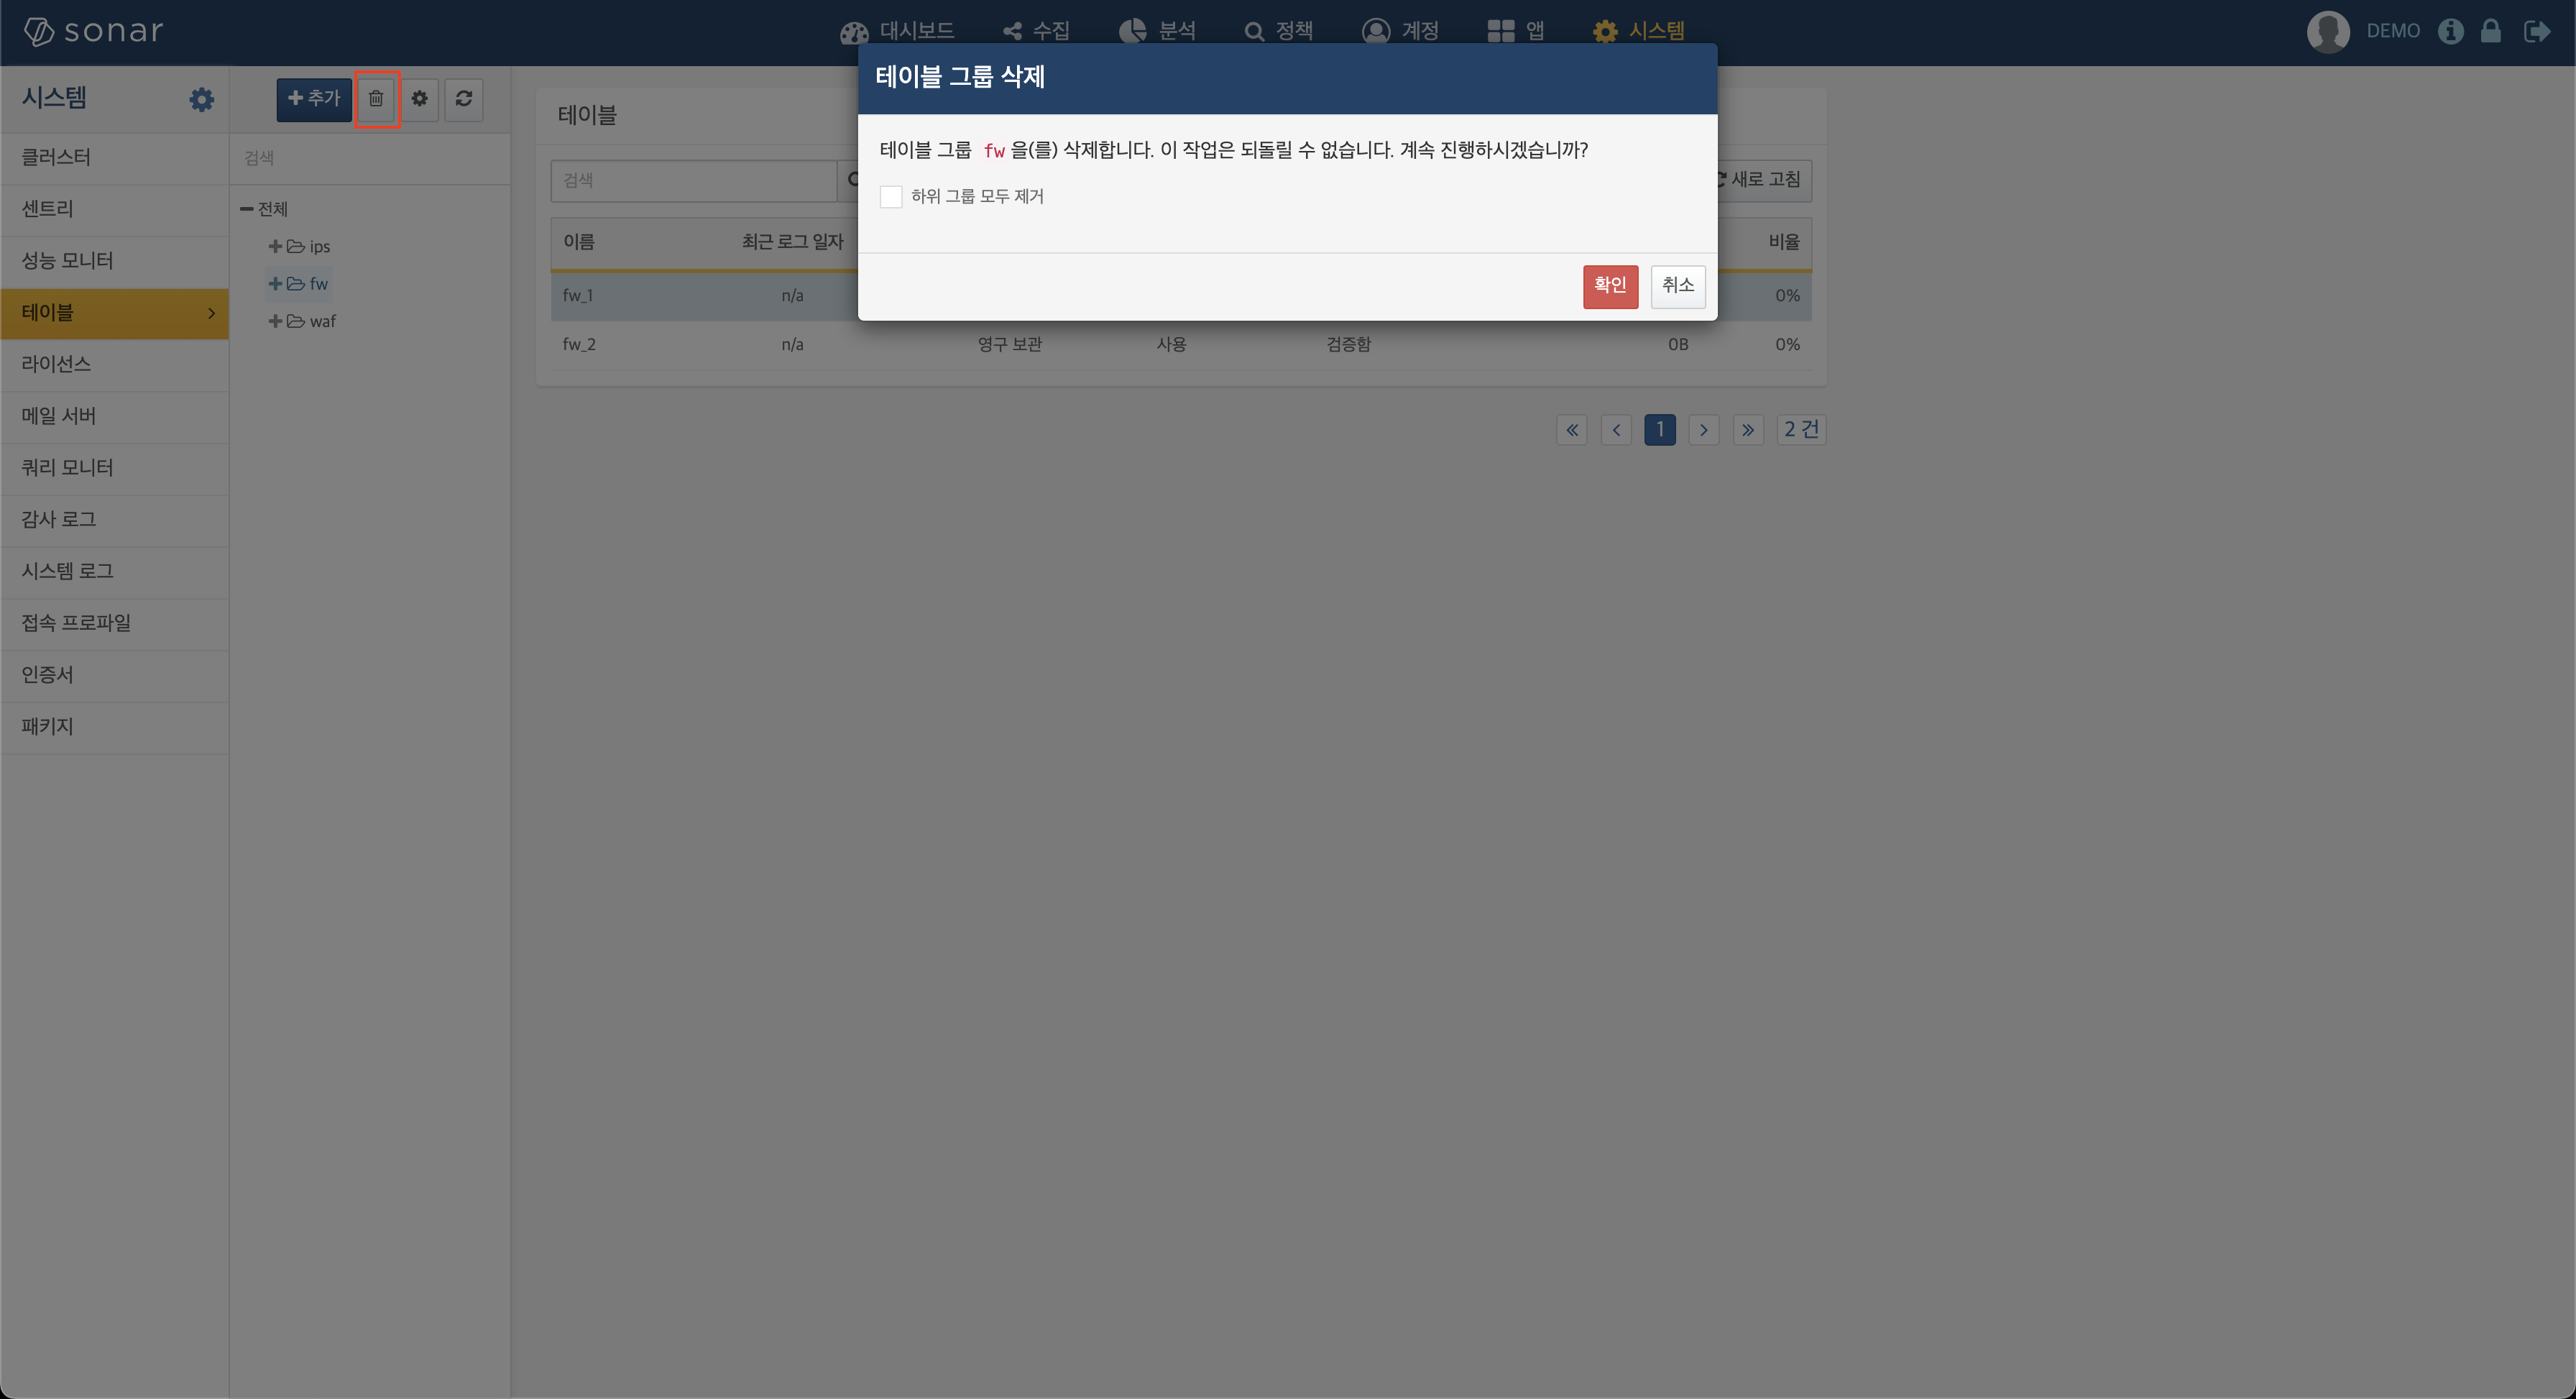 sonar
대시보드 수집 분석 정책 계정 앱 시스템
DEMO
시스템
추가
클러스터
센트리
성능 모니터
테이블
라이선스
메일 서버
쿼리 모니터
감사 로그
시스템 로그
접속 프로파일
인증서
패키지
검색
전체
ips
fw
waf
테이블
검색
새로 고침
이름 최근 로그 일자 비율
fw_1 n/a 0%
fw_2 n/a 영구 보관 사용 검증함 0B 0%
« ‹ 1 › » 2 건
테이블 그룹 삭제
테이블 그룹 fw 을(를) 삭제합니다. 이 작업은 되돌릴 수 없습니다. 계속 진행하시겠습니까?
하위 그룹 모두 제거
확인 취소